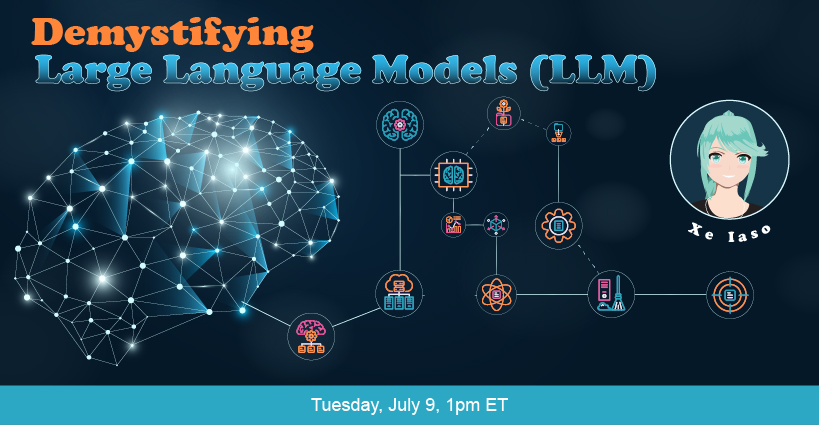 Demystifying
Large Language Models (LLM)
Xe Iaso
Tuesday, July 9, 1pm ET